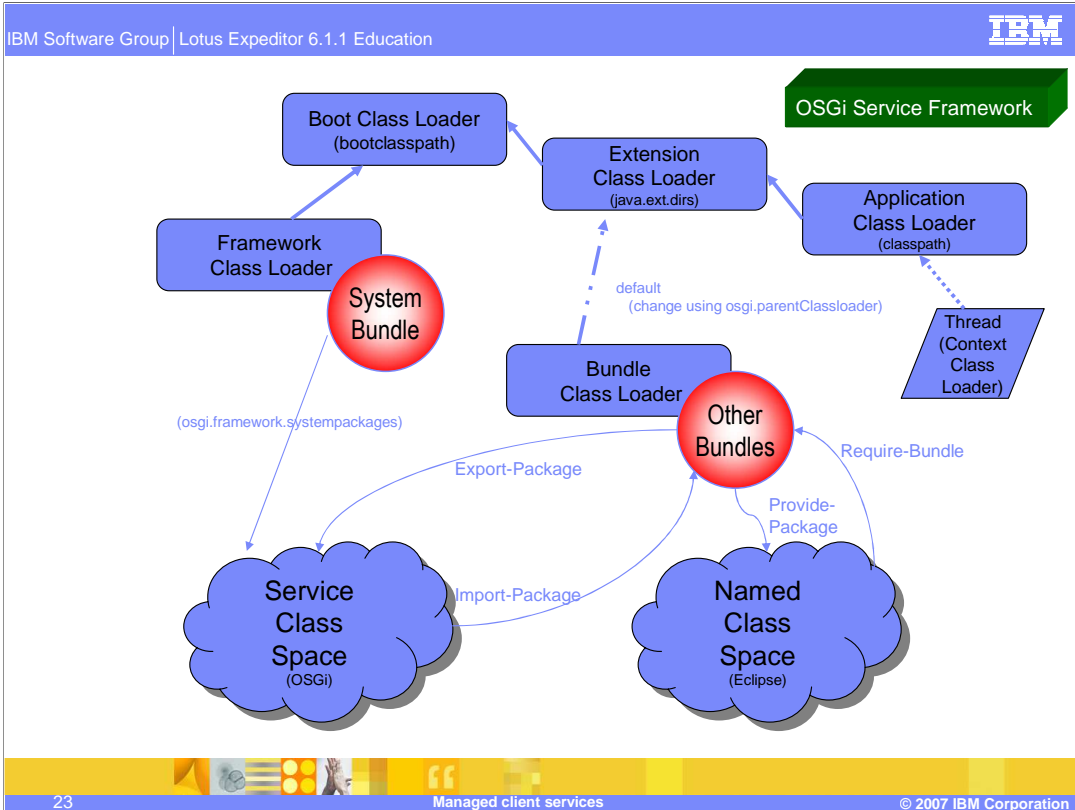 IBM Software Group Lotus Expeditor 6.1.1 Education
IBM
OSGi Service Framework
Boot Class Loader
(bootclasspath)
Extension
Class Loader
(java.ext.dirs)
Application
Class Loader
(classpath)
Framework
Class Loader
System
Bundle
default
(change using osgi.parentClassloader)
Thread
(Context
Class
Loader)
Bundle
Class Loader
Other
Bundles
(osgi.framework.systempackages)
Export-Package
Require-Bundle
Provide-
Package
Import-Package
Service
Class
Space
(OSGi)
Named
Class
Space
(Eclipse)
23
Managed client services
© 2007 IBM Corporation